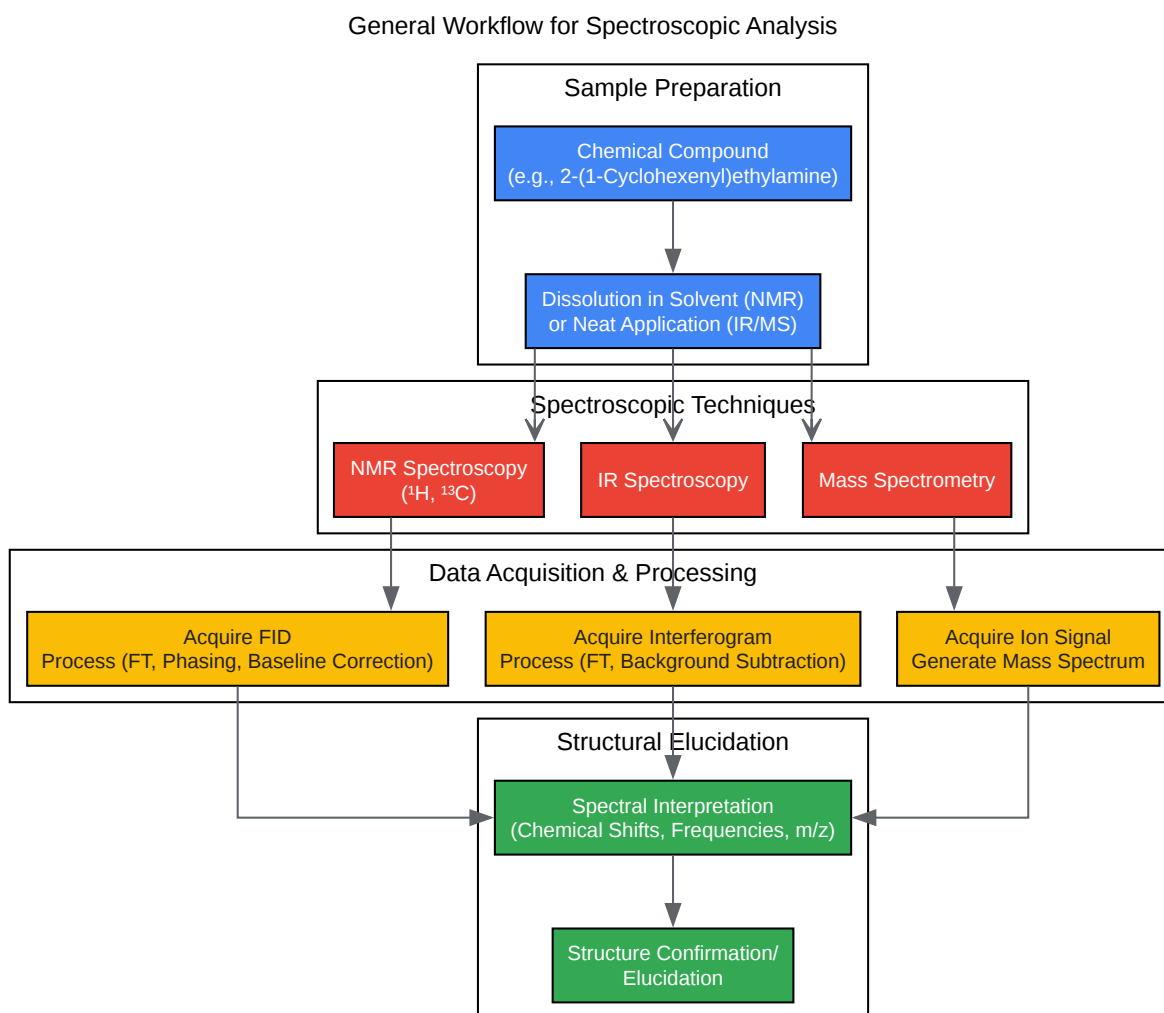 General Workflow for Spectroscopic Analysis
Sample Preparation
Chemical Compound
(e.g., 2-(1-Cyclohexenyl)ethylamine)
Dissolution in Solvent (NMR)
or Neat Application (IR/MS)
Spectroscopic Techniques
NMR Spectroscopy
(¹H, ¹³C)
IR Spectroscopy
Mass Spectrometry
Data Acquisition & Processing
Acquire FID
Process (FT, Phasing, Baseline Correction)
Acquire Interferogram
Process (FT, Background Subtraction)
Acquire Ion Signal
Generate Mass Spectrum
Structural Elucidation
Spectral Interpretation
(Chemical Shifts, Frequencies, m/z)
Structure Confirmation/
Elucidation